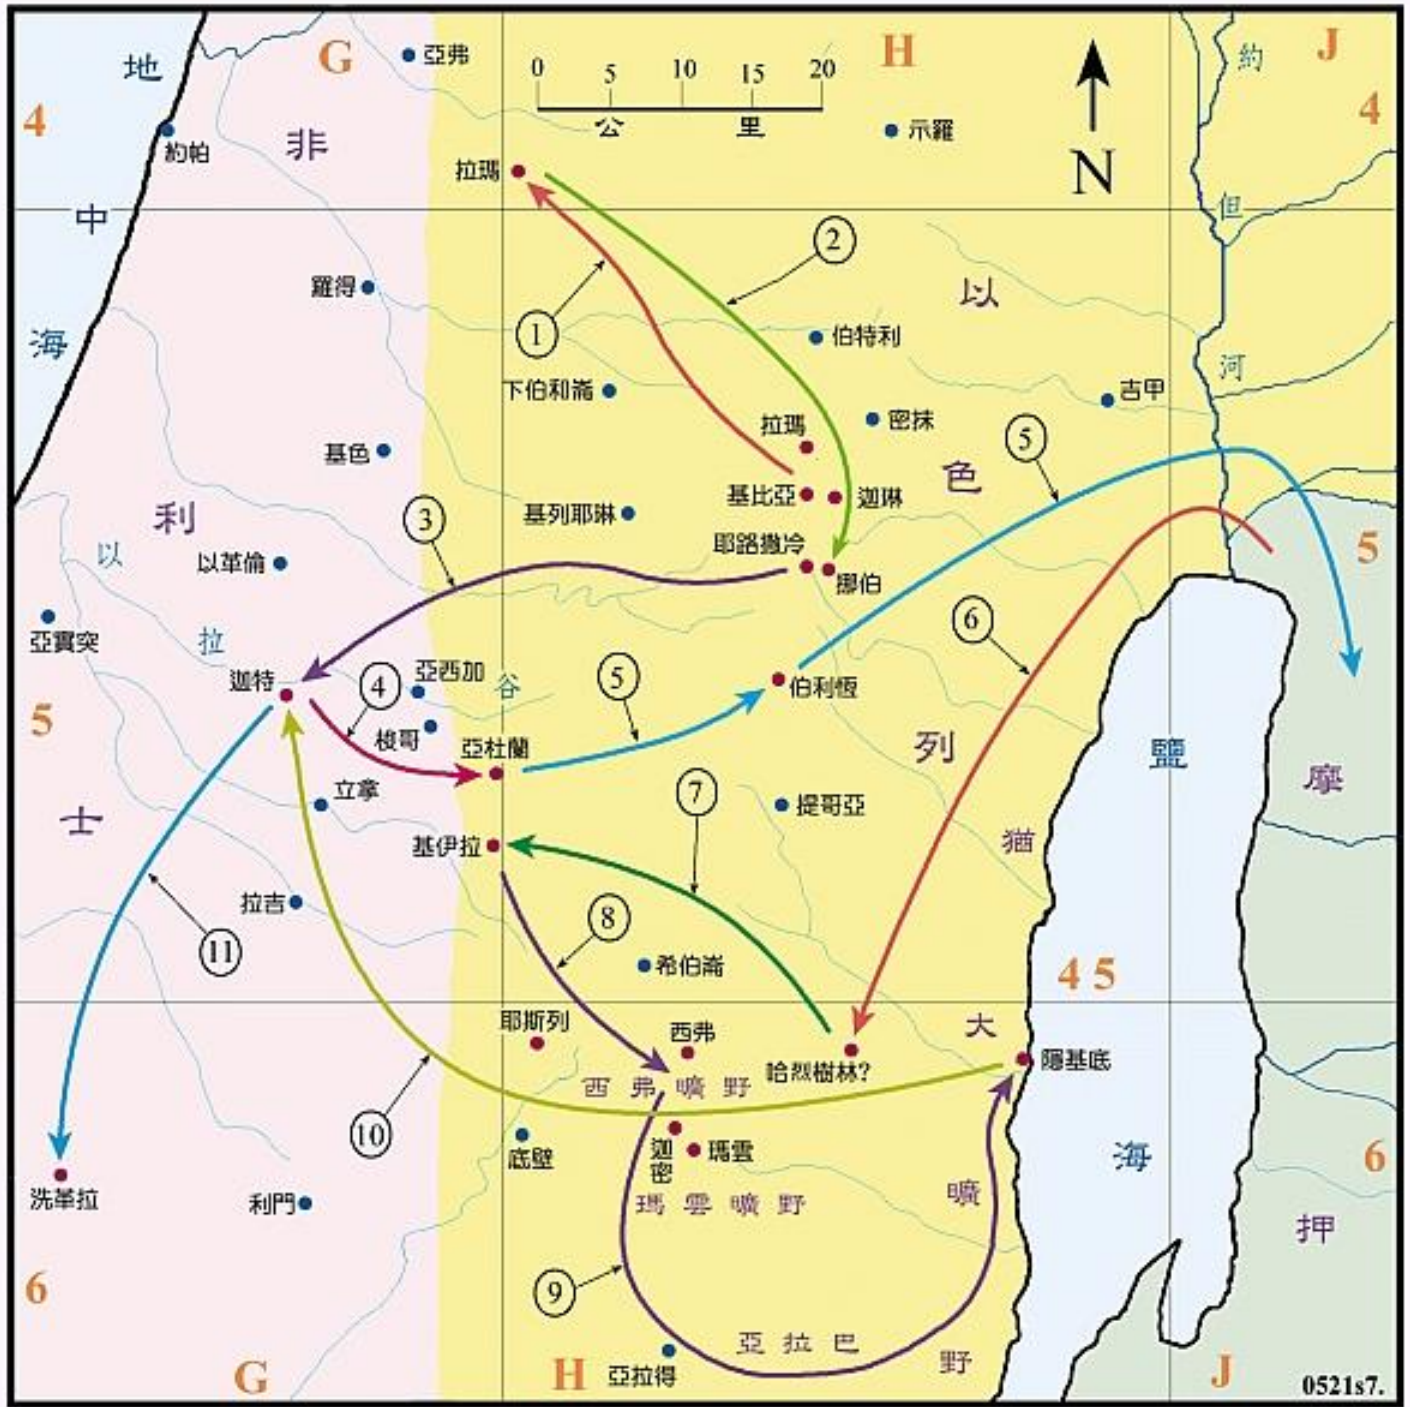 G
亞弗
0 5 10 15 20
公 里
H
N
約
J
4
4
地
中
海
約帕
非
拉瑪
示羅
但
2
1
羅得
以
伯特利
河
下伯和崙
吉甲
密抹
拉瑪
5
基色
色
基比亞
迦琳
利
3
基列耶琳
耶路撒冷
挪伯
5
以
以革倫
亞實突
拉
6
迦特
4
亞西加
谷
5
伯利恆
5
梭哥
亞杜蘭
列
鹽
摩
立拿
7
提哥亞
士
猶
基伊拉
拉吉
8
11
希伯崙
45
耶斯列
西弗
大
哈烈樹林?
隱基底
西弗曠野
10
底壁
迦密
瑪雲
海
6
洗革拉
利門
瑪雲曠野
曠
押
6
9
亞拉巴
野
亞拉得
G
H
J
0521s7.